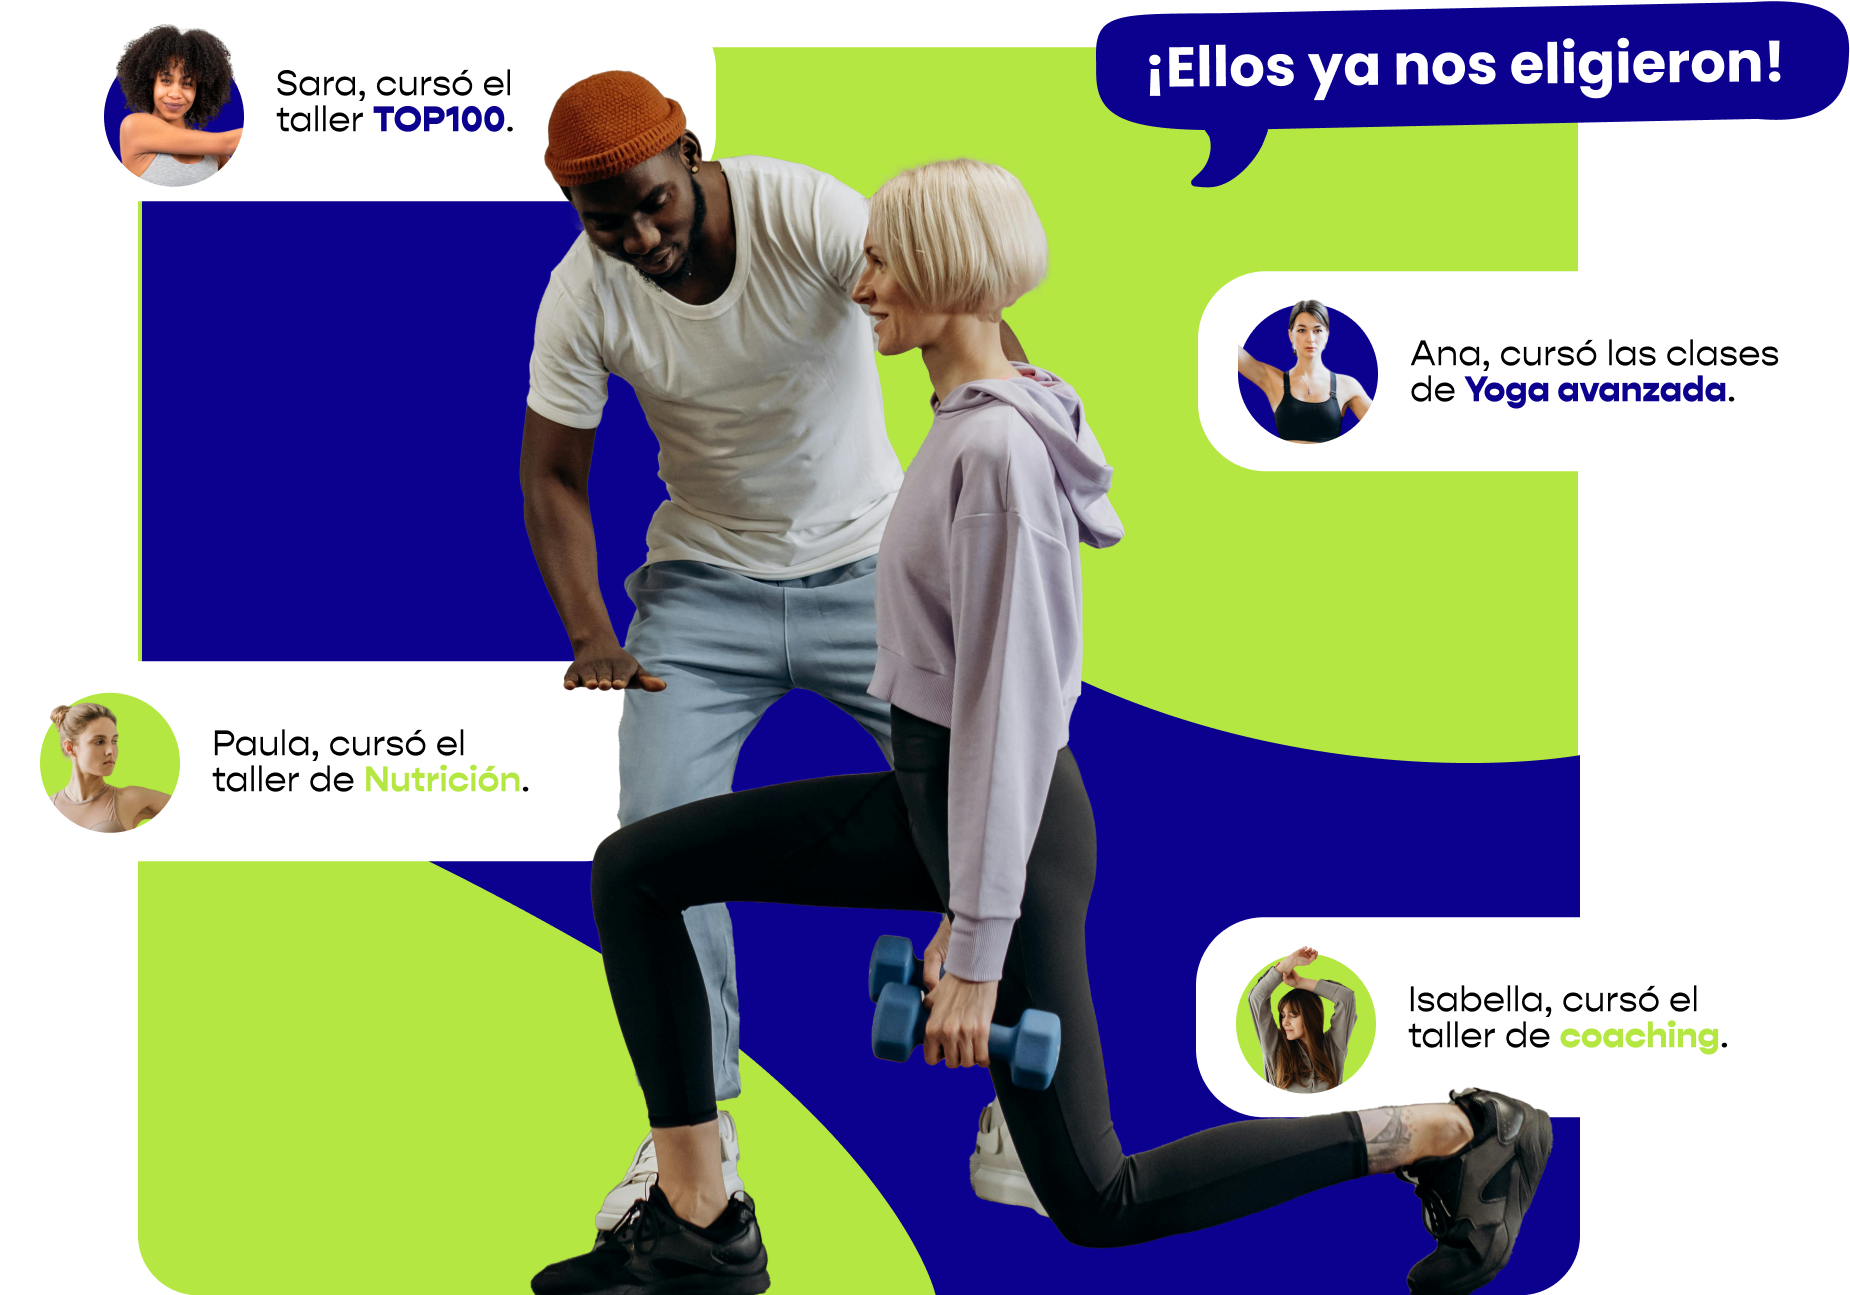 ¡Ellos ya nos eligieron!
Sara, cursó el
taller TOP100.
Ana, cursó las clases
de Yoga avanzada.
Paula, cursó el
taller de Nutrición.
Isabella, cursó el
taller de coaching.